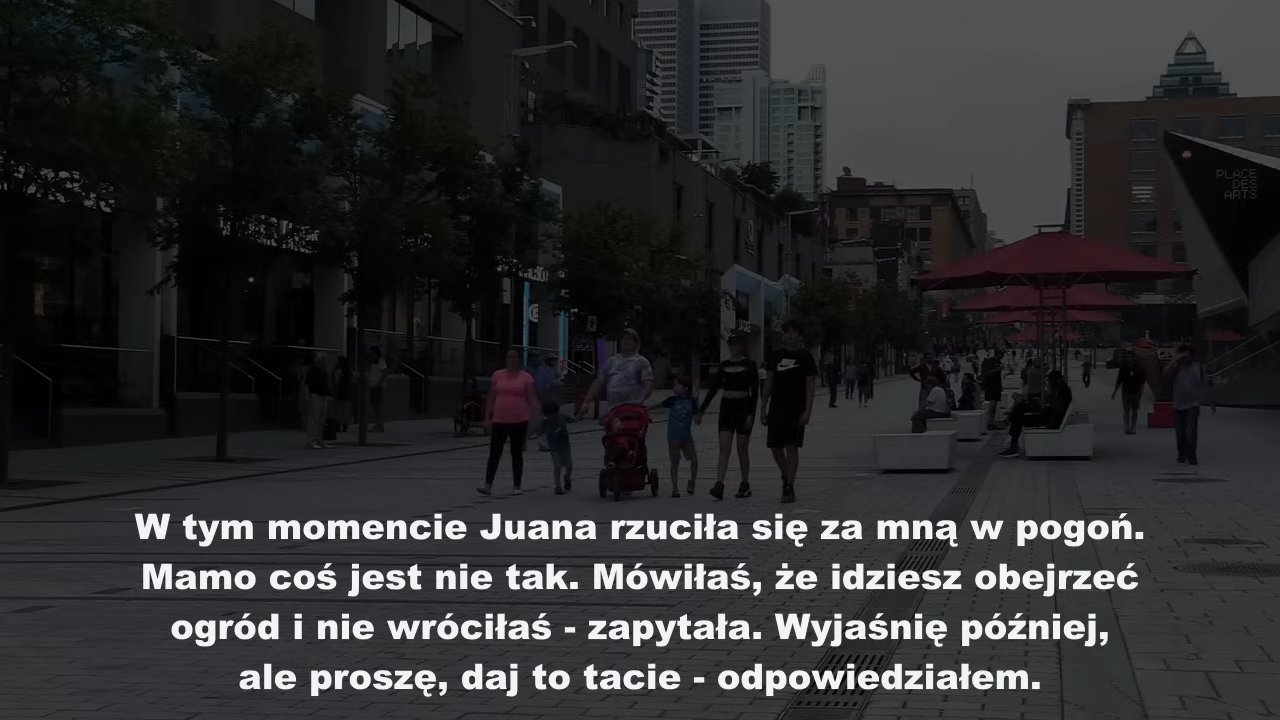 PLACE
DES
ARTS
W tym momencie Juana rzuciła się za mną w pogoń.
Mamo coś jest nie tak. Mówiłaś, że idziesz obejrzeć
ogród i nie wróciłaś - zapytała. Wyjaśnię później,
ale proszę, daj to tacie - odpowiedziałem.